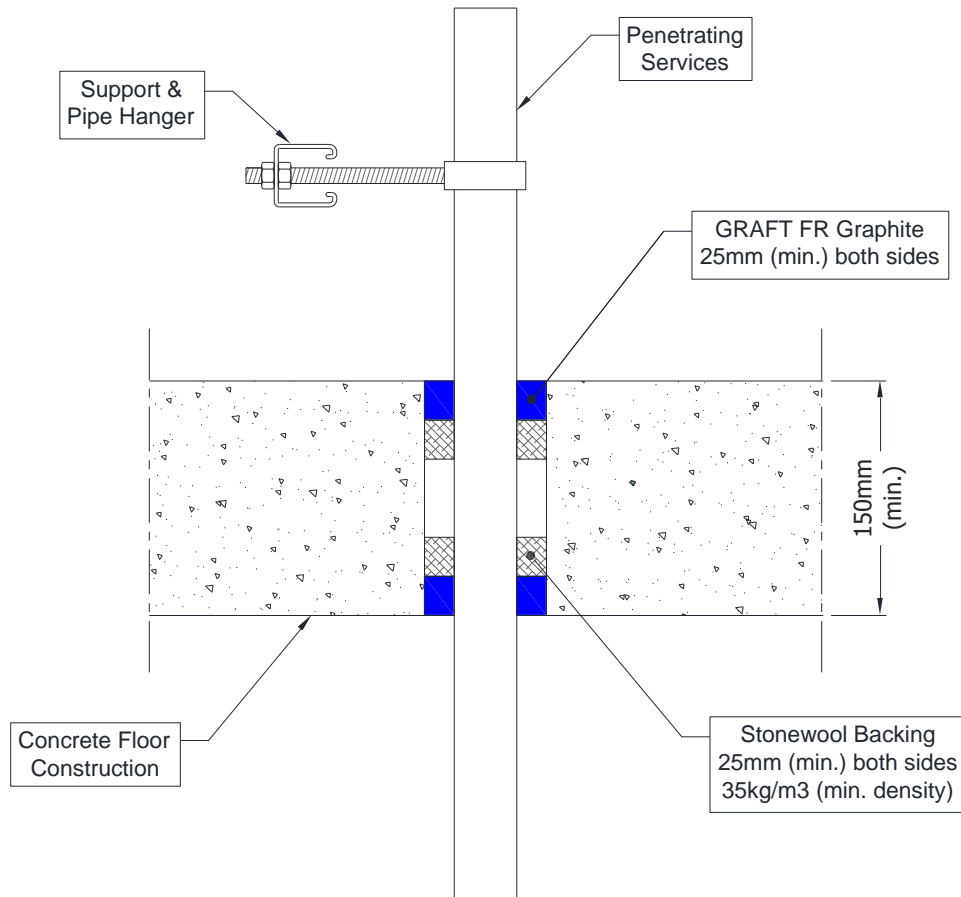 Penetrating
Services
Support &
Pipe Hanger
GRAFT FR Graphite
25mm (min.) both sides
150mm
(min.)
Concrete Floor
Construction
Stonewool Backing
25mm (min.) both sides
35kg/m3 (min. density)